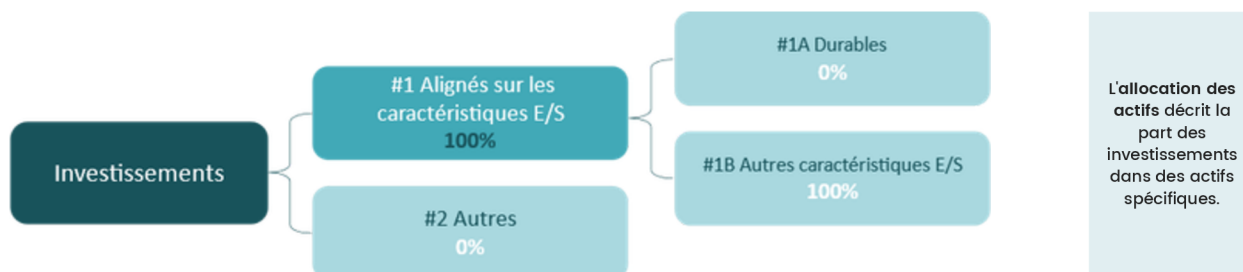 Investissements
#1 Alignés sur les
caractéristiques E/S
100%
#2 Autres
0%
#1A Durables
0%
#1B Autres caractéristiques E/S
100%
L'allocation des
actifs décrit la
part des
investissements
dans des actifs
spécifiques.